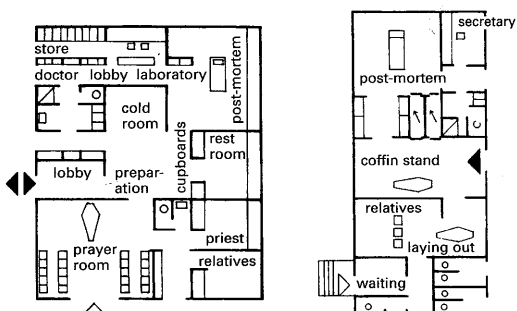 store
doctor lobby laboratory
post-mortem
cold
room
cupboards
rest
room
lobby
prepar-
ation
priest
prayer
room
relatives
secretary
post-mortem
coffin stand
relatives
laying out
waiting